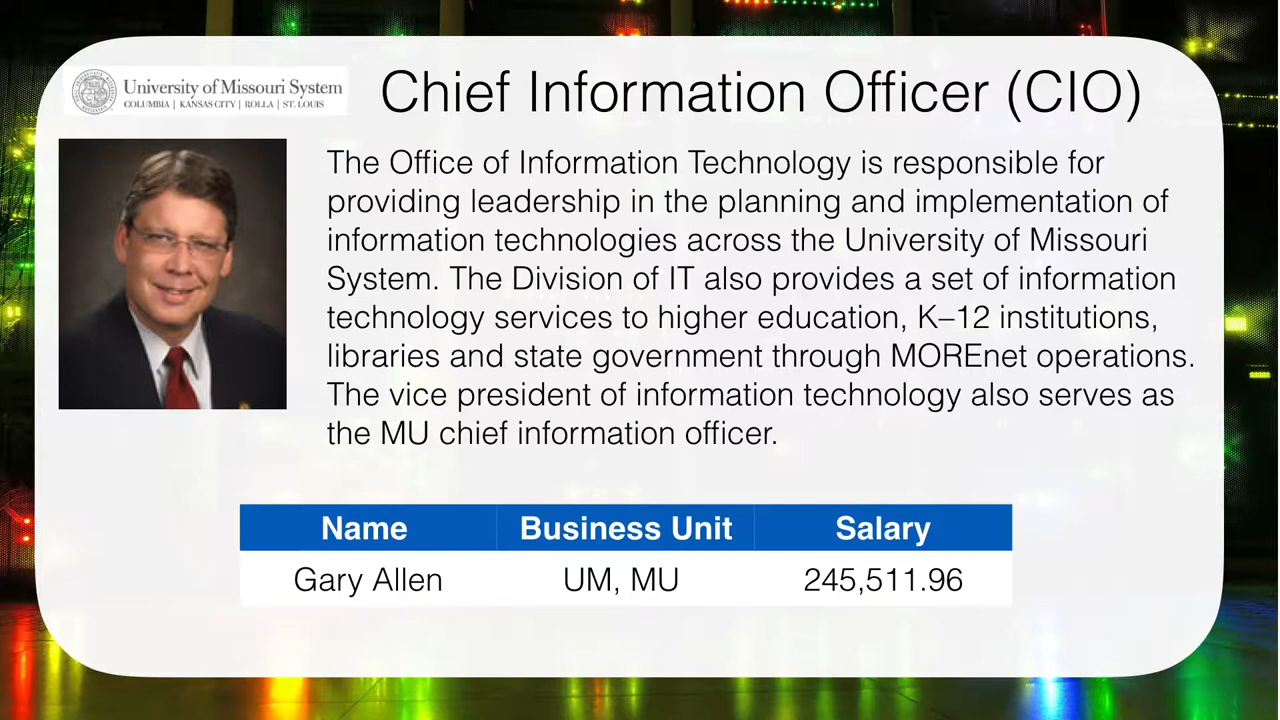 University of Missouri System
COLUMBIA | KANSAS CITY | ROLLA | ST. LOUIS
Chief Information Officer (CIO)
The Office of Information Technology is responsible for
providing leadership in the planning and implementation of
information technologies across the University of Missouri
System. The Division of IT also provides a set of information
technology services to higher education, K–12 institutions,
libraries and state government through MOREnet operations.
The vice president of information technology also serves as
the MU chief information officer.
Name Business Unit Salary
Gary Allen UM, MU 245,511.96